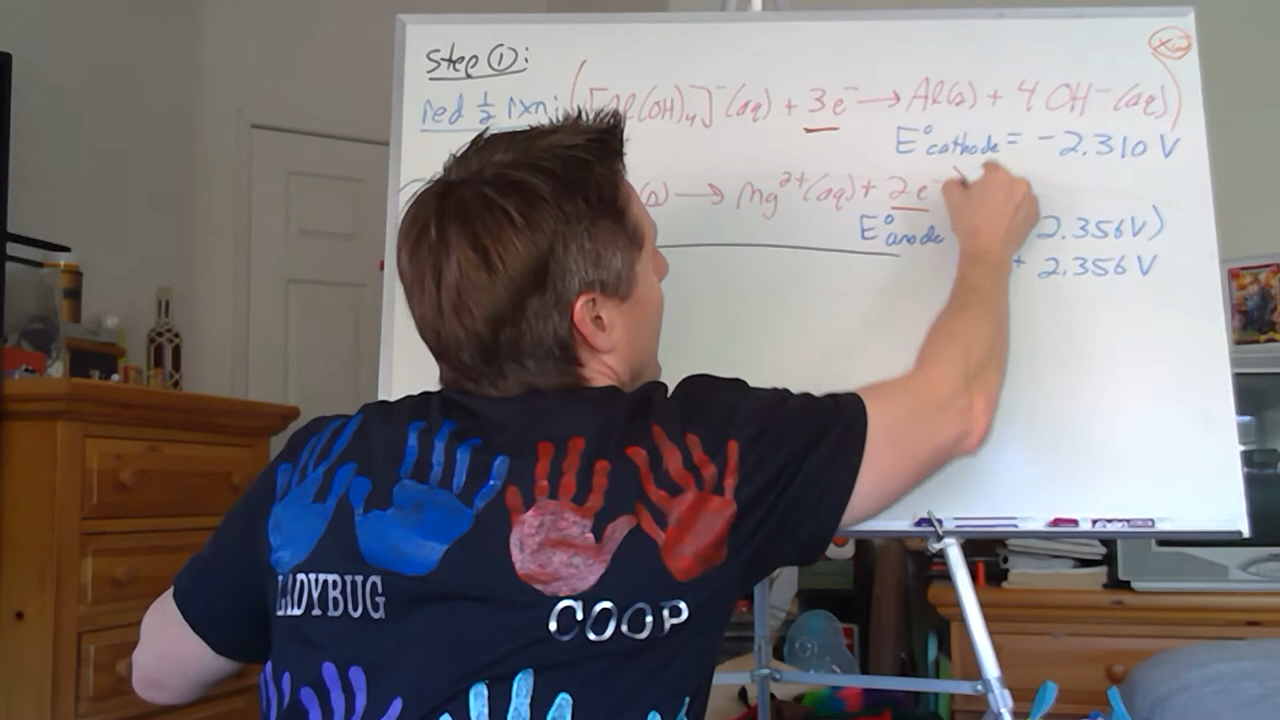 Step ①:
red ½ rxn: (OH)₄]⁻(aq) + 3e⁻ → Al(s) + 4 OH⁻(aq))
E°cathode = -2.310 V
(s) → Mg²⁺(aq) + 2e
E°anode 2.356V)
+ 2.356 V
LADYBUG
COOP